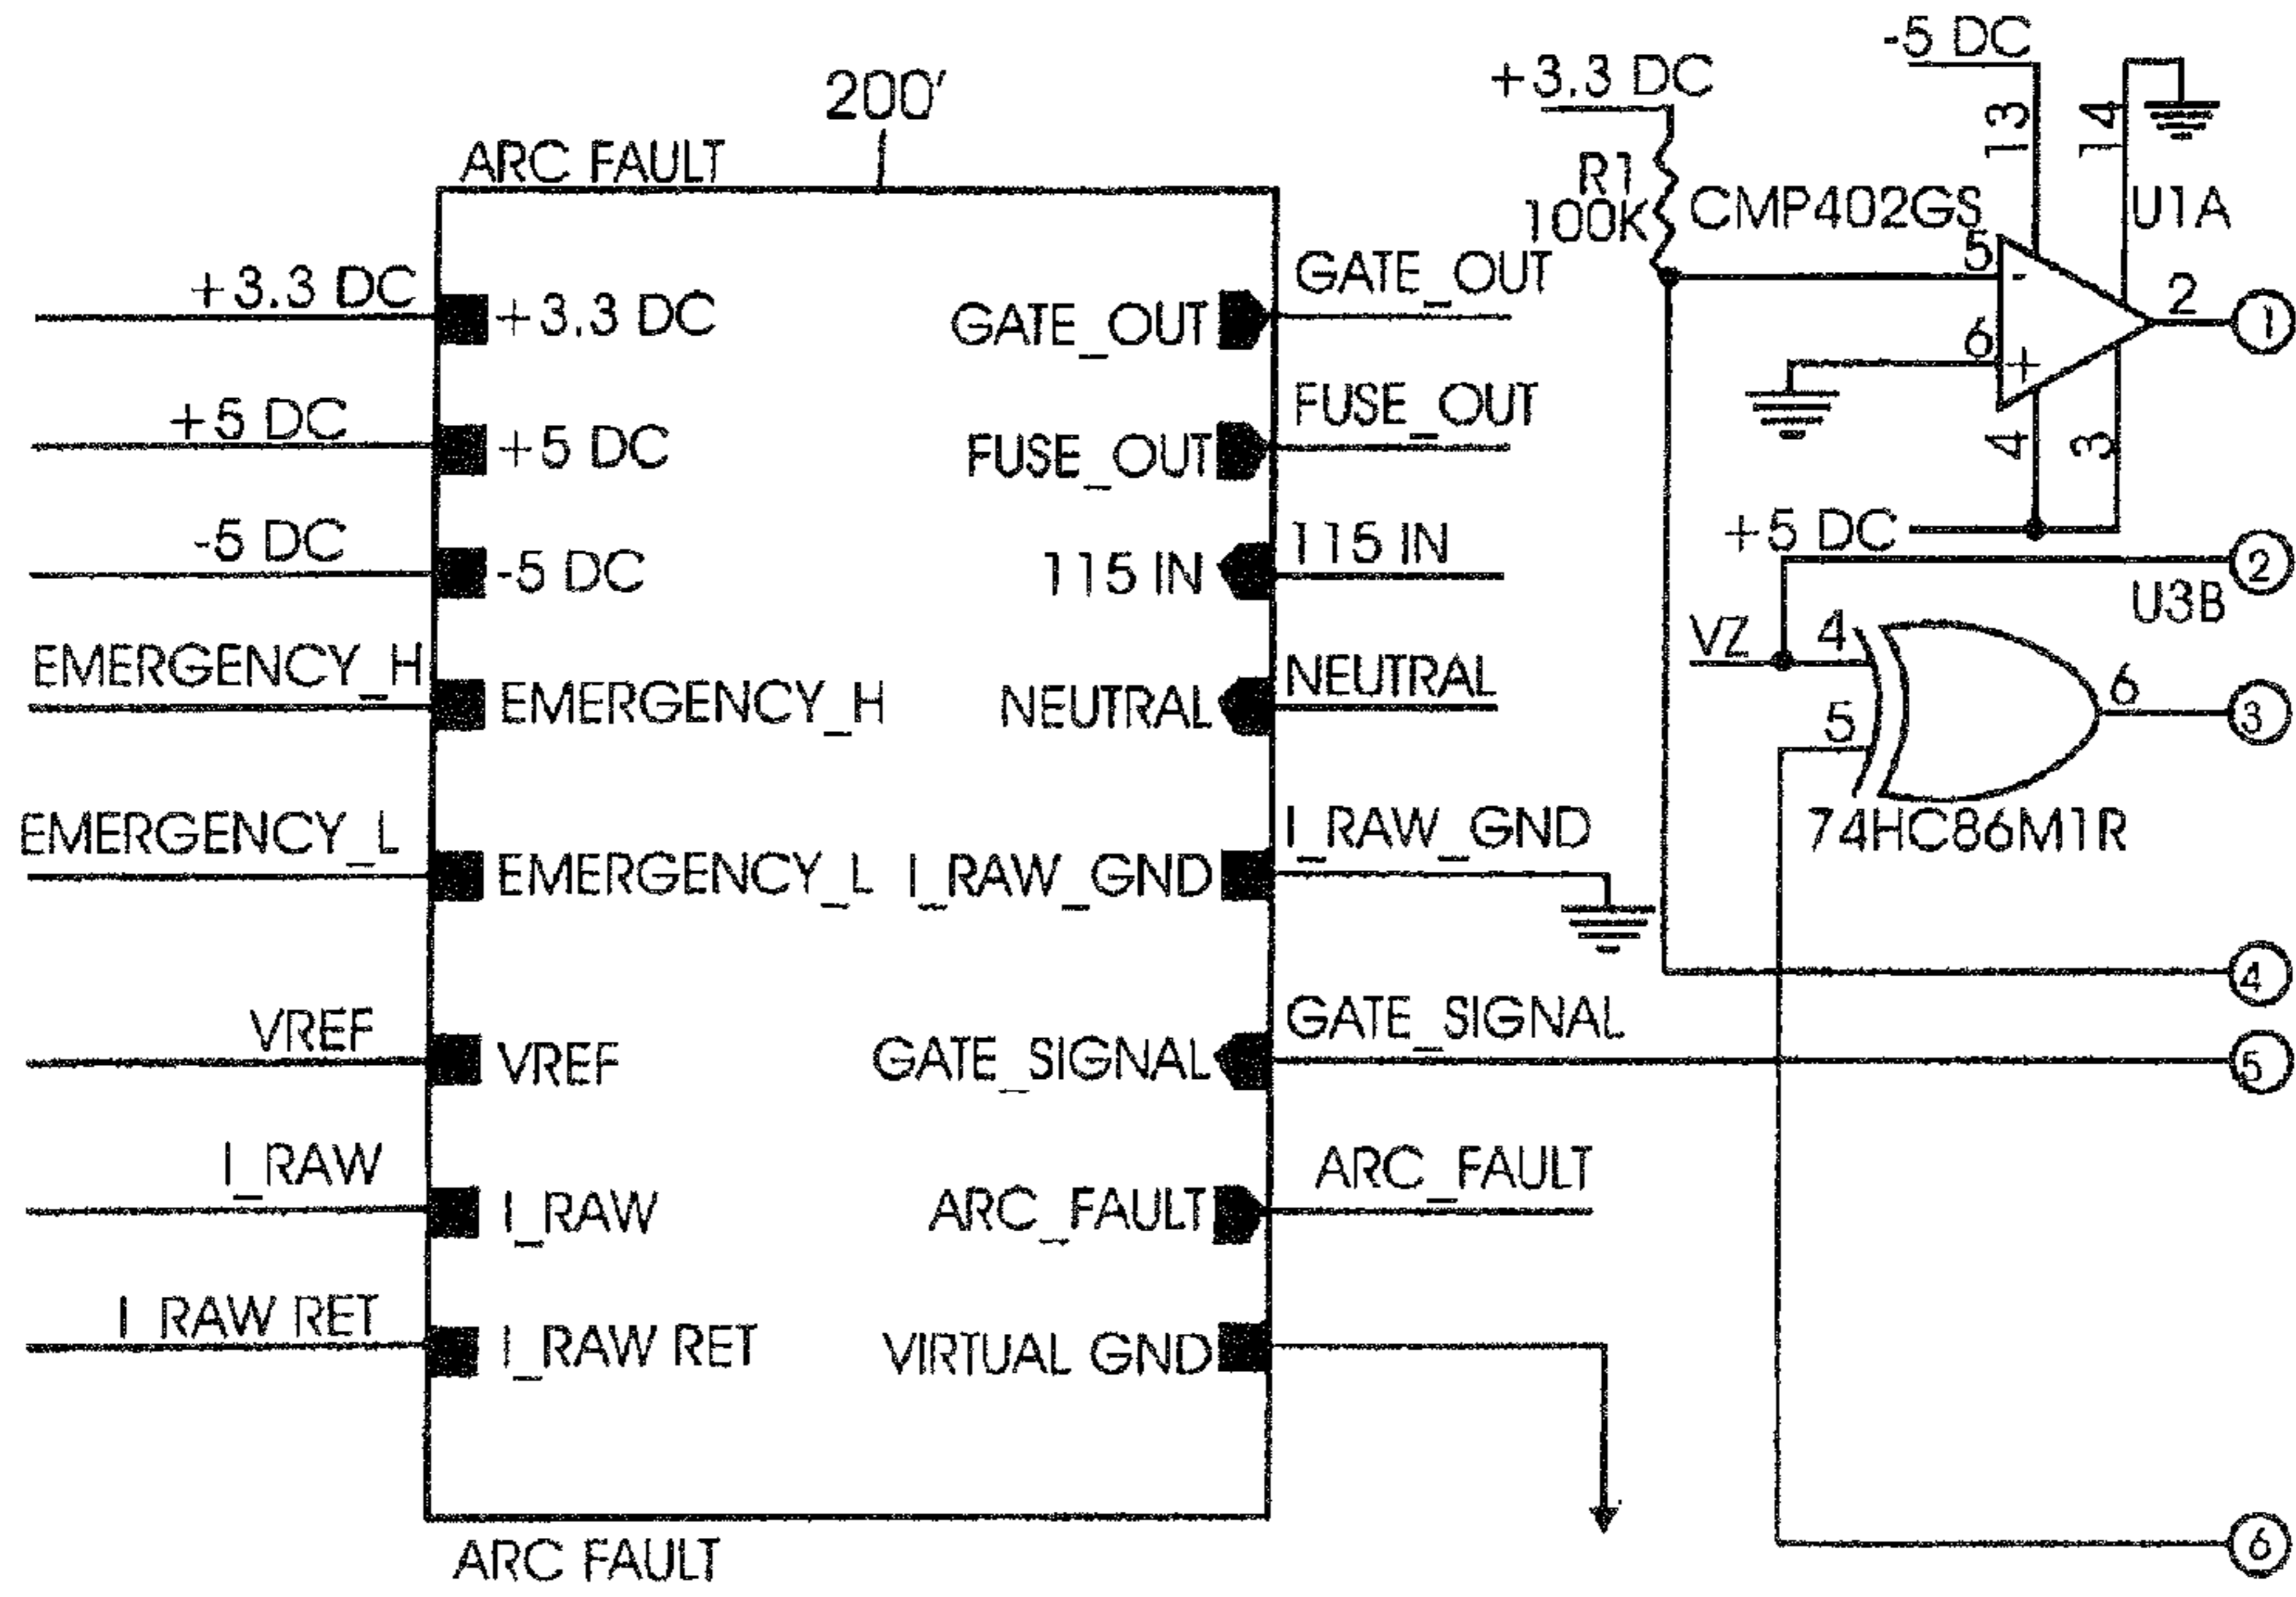 200'
ARC FAULT
+3.3 DC
+5 DC
-5 DC
EMERGENCY_H
EMERGENCY_L
VREF
I_RAW
I_RAW RET
+3.3 DC
+5 DC
-5 DC
EMERGENCY_H
EMERGENCY_L
VREF
I_RAW
I_RAW RET
GATE_OUT
FUSE_OUT
115 IN
NEUTRAL
I_RAW_GND
GATE_SIGNAL
ARC_FAULT
VIRTUAL GND
GATE_OUT
FUSE_OUT
115 IN
NEUTRAL
I_RAW_GND
GATE_SIGNAL
ARC_FAULT
ARC FAULT
-5 DC
+3.3 DC
13
14
R1
100K
CMP402GS
U1A
5
-
2
1
6
+
4
3
+5 DC
2
U3B
VZ
4
6
3
5
74HC86M1R
4
5
6